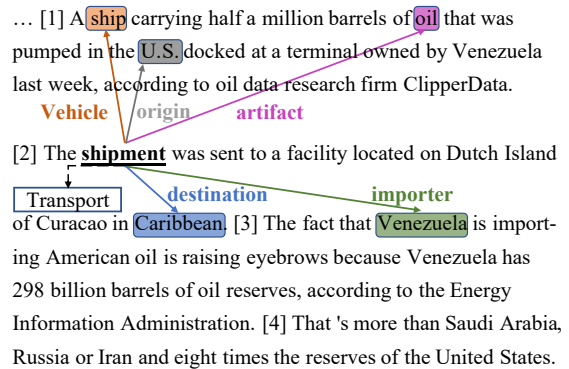 … [1] A ship carrying half a million barrels of oil that was
pumped in the U.S. docked at a terminal owned by Venezuela
last week, according to oil data research firm ClipperData.
Vehicle origin artifact
[2] The shipment was sent to a facility located on Dutch Island
destination importer
Transport
of Curacao in Caribbean. [3] The fact that Venezuela is import-
ing American oil is raising eyebrows because Venezuela has
298 billion barrels of oil reserves, according to the Energy
Information Administration. [4] That 's more than Saudi Arabia,
Russia or Iran and eight times the reserves of the United States.